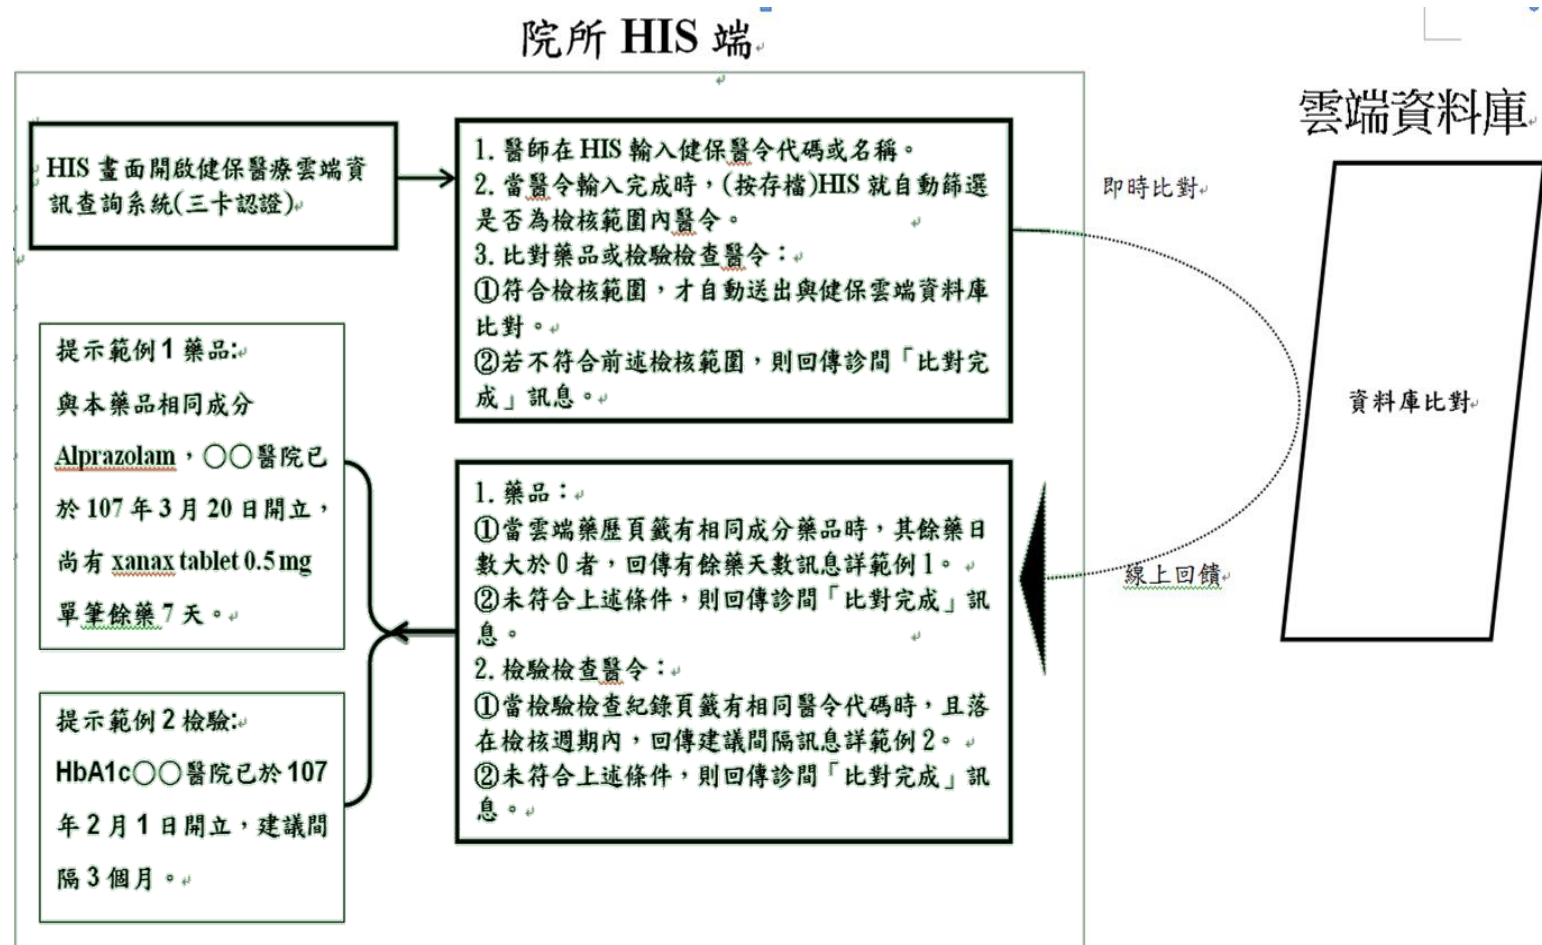 院所 HIS 端
雲端資料庫
HIS 畫面開啟健保醫療雲端資
訊查詢系統(三卡認證)
1. 醫師在 HIS 輸入健保醫令代碼或名稱。
2. 當醫令輸入完成時，(按存檔)HIS 就自動篩選
是否為檢核範圍內醫令。
3. 比對藥品或檢驗檢查醫令：
①符合檢核範圍，才自動送出與健保雲端資料庫
比對。
②若不符合前述檢核範圍，則回傳診間「比對完
成」訊息。
即時比對
資料庫比對
線上回饋
1. 藥品：
①當雲端藥歷頁籤有相同成分藥品時，其餘藥日
數大於 0 者，回傳有餘藥天數訊息詳範例 1。
②未符合上述條件，則回傳診間「比對完成」訊
息。
2. 檢驗檢查醫令：
①當檢驗檢查紀錄頁籤有相同醫令代碼時，且落
在檢核週期內，回傳建議間隔訊息詳範例 2。
②未符合上述條件，則回傳診間「比對完成」訊
息。
提示範例 1 藥品:
與本藥品相同成分
Alprazolam，○○醫院已
於 107 年 3 月 20 日開立，
尚有 xanax tablet 0.5 mg
單筆餘藥 7 天。
提示範例 2 檢驗:
HbA1c○○醫院已於 107
年 2 月 1 日開立，建議間
隔 3 個月。